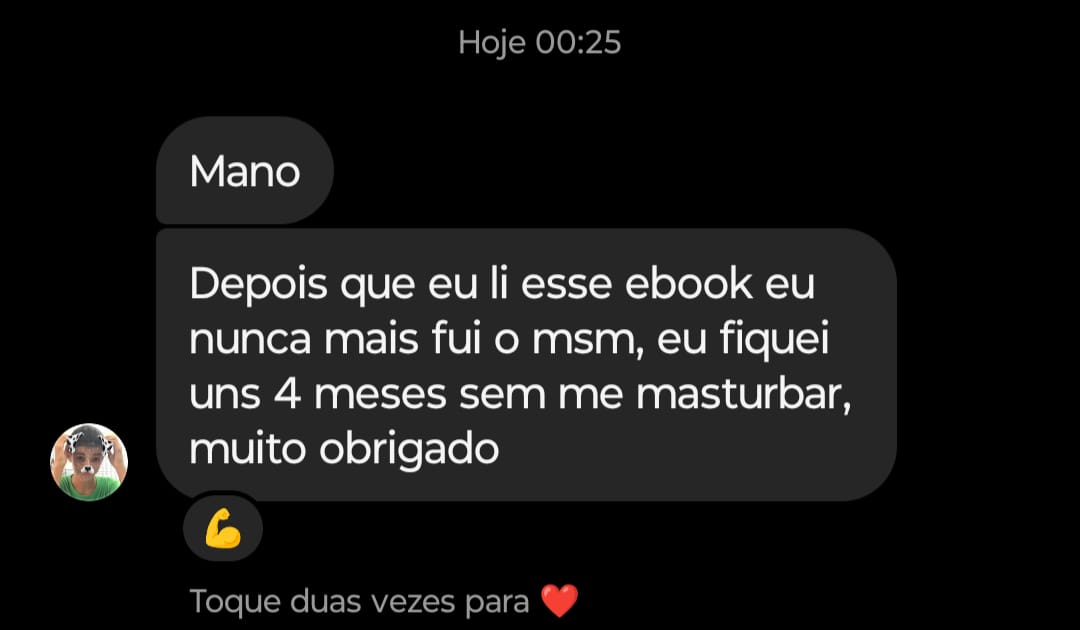 Hoje 00:25
Mano
Depois que eu li esse ebook eu
nunca mais fui o msm, eu fiquei
uns 4 meses sem me masturbar,
muito obrigado
💪
Toque duas vezes para ❤️